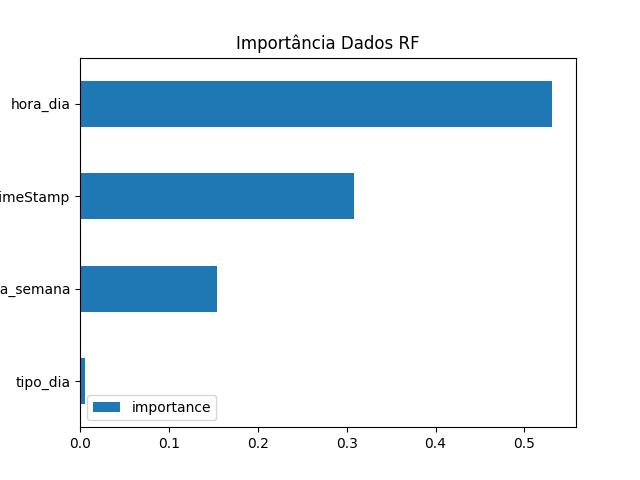 Importância Dados RF
hora_dia
imeStamp
a_semana
tipo_dia
importance
0.0 0.1 0.2 0.3 0.4 0.5